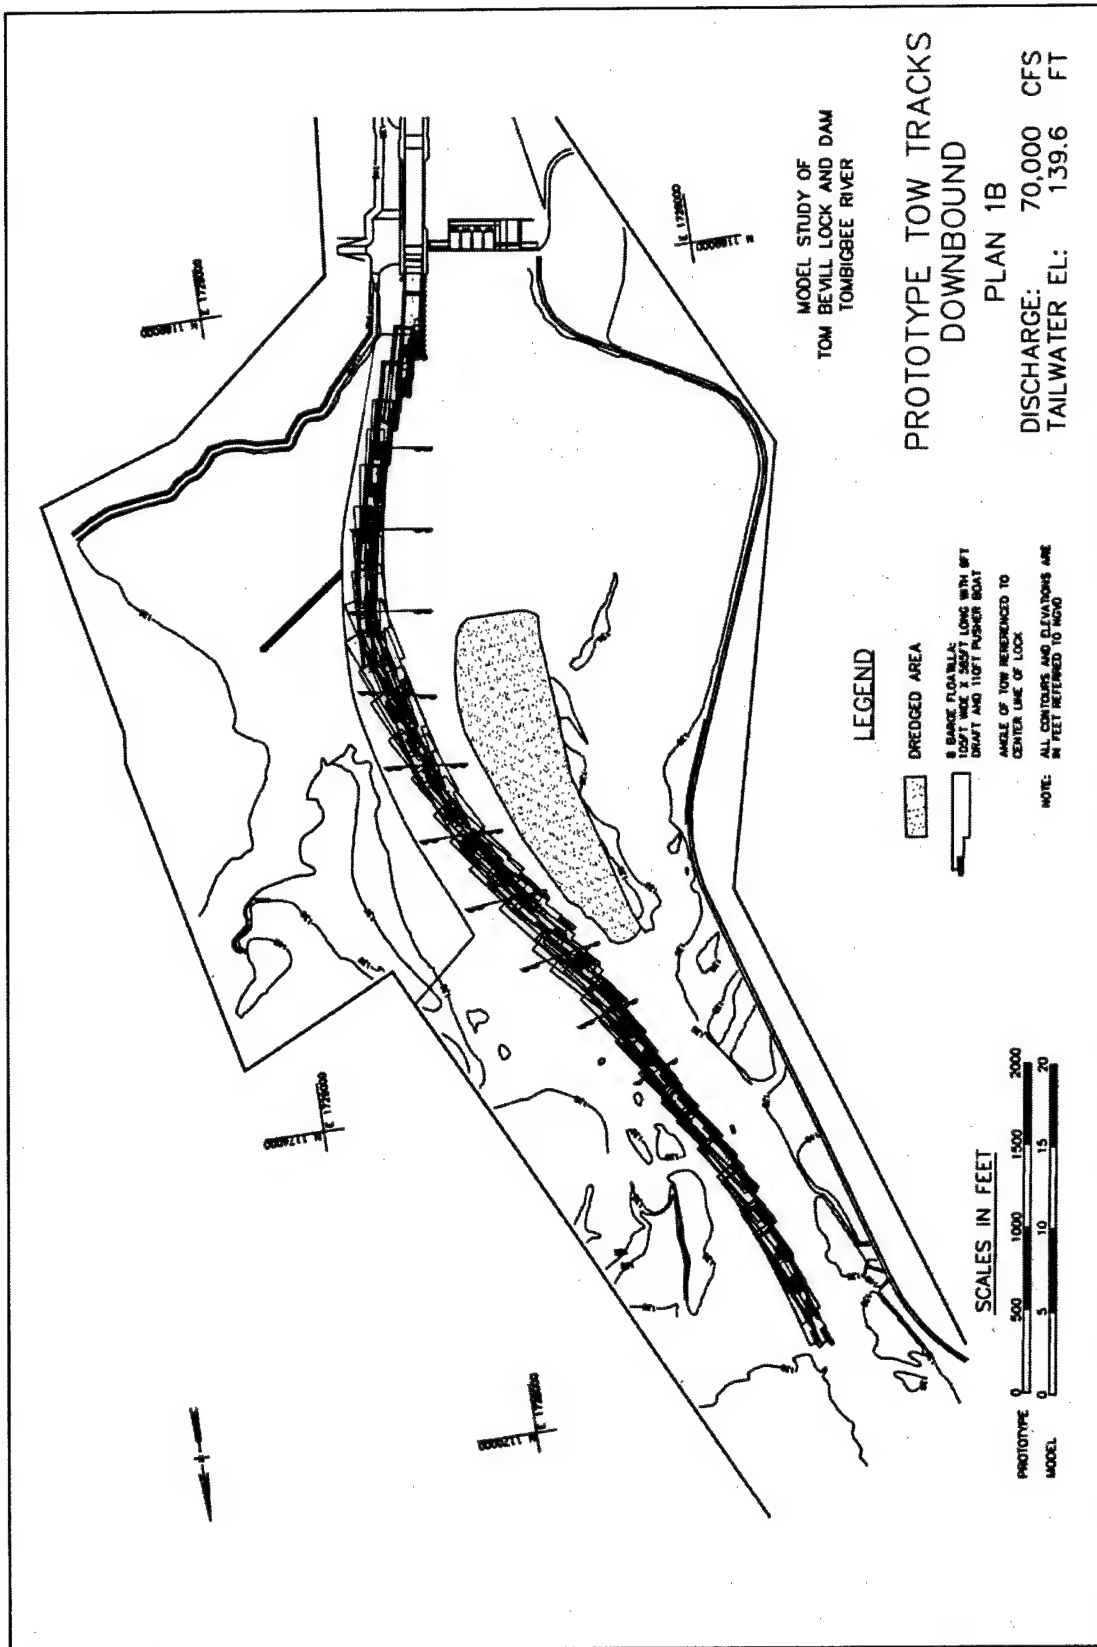 MODEL STUDY OF
TOM BEVILL LOCK AND DAM
TOMBIGBEE RIVER
PROTOTYPE TOW TRACKS
DOWNBOUND
PLAN 1B
DISCHARGE: 70,000 CFS
TAILWATER EL: 139.6 FT
LEGEND
DREDGED AREA
8 BARGE FLOATILLA:
105FT WIDE X 585FT LONG WITH 9FT
DRAFT AND 110FT PUSHER BOAT
ANGLE OF TOW REFERENCED TO
CENTER LINE OF LOCK
NOTE: ALL CONTOURS AND ELEVATIONS ARE
IN FEET REFERRED TO NGVD
SCALES IN FEET
PROTOTYPE 0 500 1000 1500 2000
MODEL 0 5 10 15 20